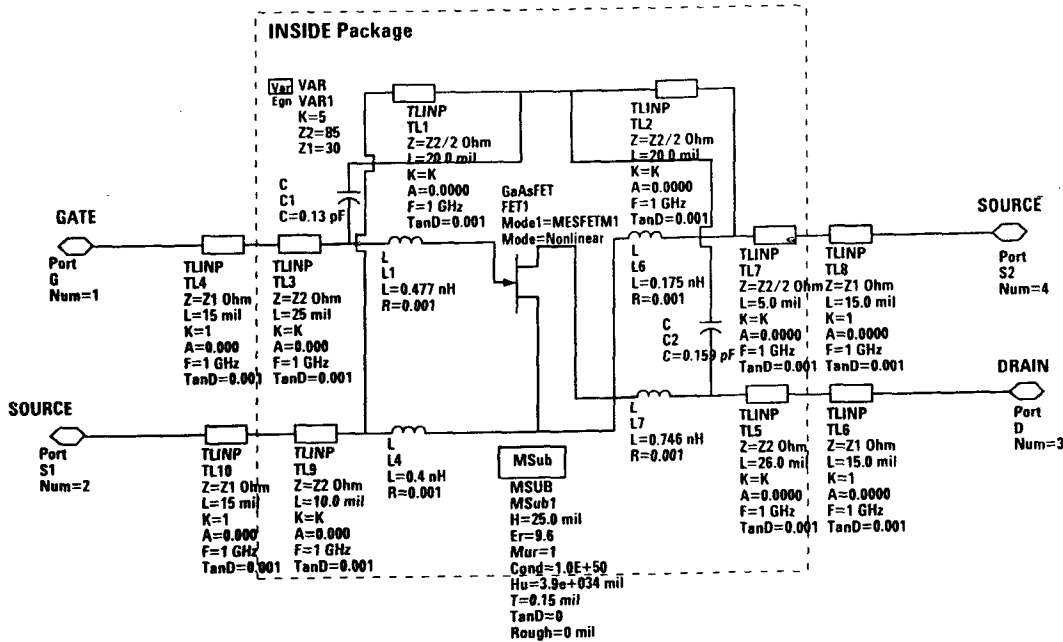 INSIDE Package
Var
Egn
VAR
VAR1
K=5
Z2=85
Z1=30
TLINP
TL1
Z=Z2/2 Ohm
L=20.0 mil
K=K
A=0.0000
F=1 GHz
TanD=0.001
TLINP
TL2
Z=Z2/2 Ohm
L=20.0 mil
K=K
A=0.0000
F=1 GHz
TanD=0.001
C
C1
C=0.13 pF
GaAsFET
FET1
Mode1=MESFETM1
Mode=Nonlinear
GATE
Port
G
Num=1
TLINP
TL4
Z=Z1 Ohm
L=15 mil
K=1
A=0.000
F=1 GHz
TanD=0.001
TLINP
TL3
Z=Z2 Ohm
L=25 mil
K=K
A=0.000
F=1 GHz
TanD=0.001
L
L1
L=0.477 nH
R=0.001
L
L6
L=0.175 nH
R=0.001
TLINP
TL7
Z=Z2/2 Ohm
L=5.0 mil
K=K
A=0.0000
F=1 GHz
TanD=0.001
TLINP
TL8
Z=Z1 Ohm
L=15.0 mil
K=1
A=0.0000
F=1 GHz
TanD=0.001
SOURCE
Port
S2
Num=4
C
C2
C=0.159 pF
SOURCE
Port
S1
Num=2
TLINP
TL10
Z=Z1 Ohm
L=15 mil
K=1
A=0.000
F=1 GHz
TanD=0.001
TLINP
TL9
Z=Z2 Ohm
L=10.0 mil
K=K
A=0.000
F=1 GHz
TanD=0.001
L
L4
L=0.4 nH
R=0.001
MSub
MSUB
MSub1
H=25.0 mil
Er=9.6
Mur=1
Cond=1.0E+50
Hu=3.9e+034 mil
T=0.15 mil
TanD=0
Rough=0 mil
L
L7
L=0.746 nH
R=0.001
TLINP
TL5
Z=Z2 Ohm
L=26.0 mil
K=K
A=0.0000
F=1 GHz
TanD=0.001
TLINP
TL6
Z=Z1 Ohm
L=15.0 mil
K=1
A=0.0000
F=1 GHz
TanD=0.001
DRAIN
Port
D
Num=3